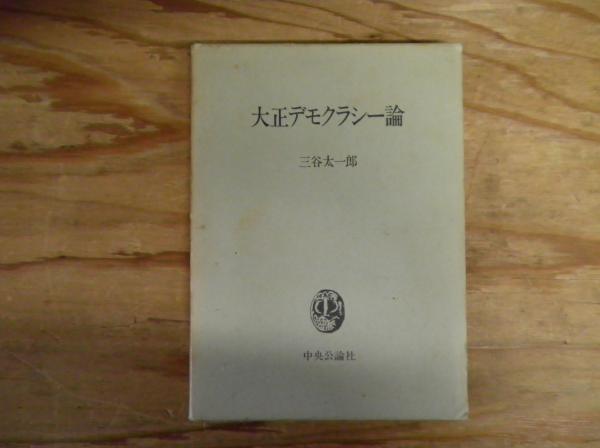 大正デモクラシー論
三谷太一郎
中央公論社